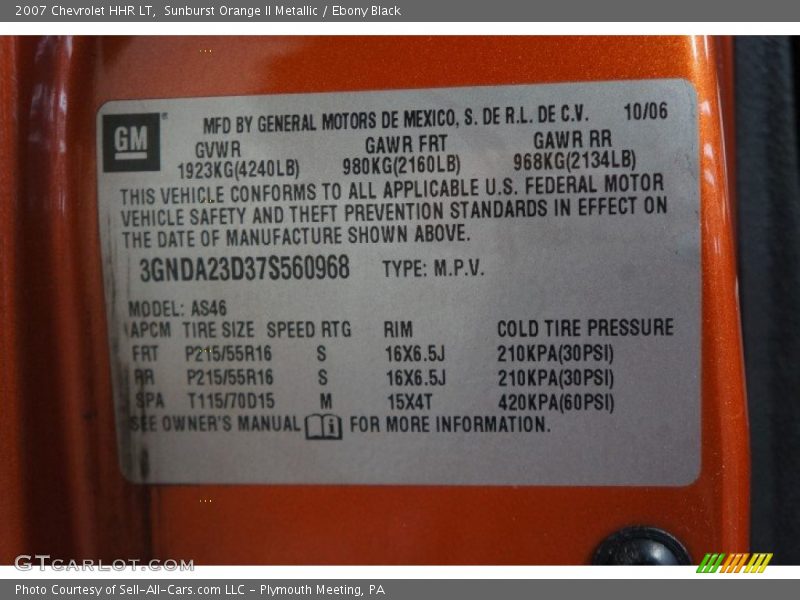 2007 Chevrolet HHR LT, Sunburst Orange II Metallic / Ebony Black
GM
MFD BY GENERAL MOTORS DE MEXICO, S. DE R.L. DE C.V. 10/06
GVWR GAWR FRT GAWR RR
1923KG(4240LB) 980KG(2160LB) 968KG(2134LB)
THIS VEHICLE CONFORMS TO ALL APPLICABLE U.S. FEDERAL MOTOR
VEHICLE SAFETY AND THEFT PREVENTION STANDARDS IN EFFECT ON
THE DATE OF MANUFACTURE SHOWN ABOVE.
3GNDA23D37S560968 TYPE: M.P.V.
MODEL: AS46
APCM TIRE SIZE SPEED RTG RIM COLD TIRE PRESSURE
FRT P215/55R16 S 16X6.5J 210KPA(30PSI)
RR P215/55R16 S 16X6.5J 210KPA(30PSI)
SPA T115/70D15 M 15X4T 420KPA(60PSI)
SEE OWNER'S MANUAL FOR MORE INFORMATION.
GTCARLOT.COM
Photo Courtesy of Sell-All-Cars.com LLC - Plymouth Meeting, PA